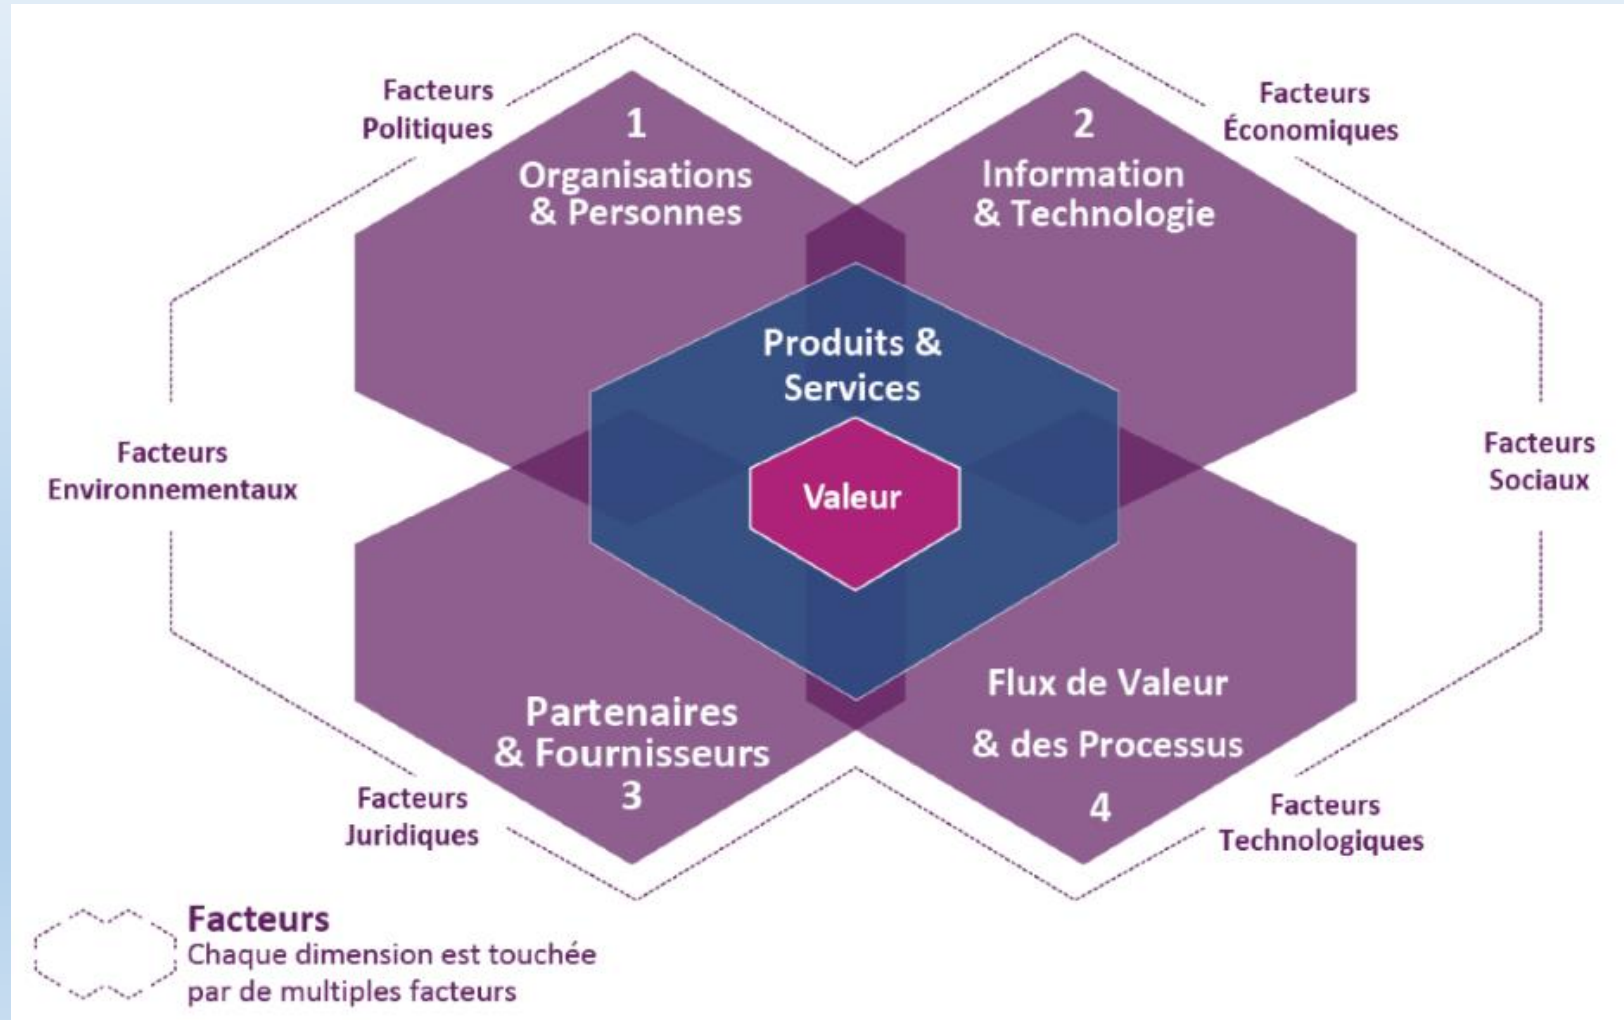 Facteurs
Politiques
1
Organisations
& Personnes
2
Information
& Technologie
Facteurs
Économiques
Produits &
Services
Valeur
Facteurs
Environnementaux
Facteurs
Sociaux
Partenaires
& Fournisseurs
3
Flux de Valeur
& des Processus
4
Facteurs
Juridiques
Facteurs
Technologiques
Facteurs
Chaque dimension est touchée
par de multiples facteurs